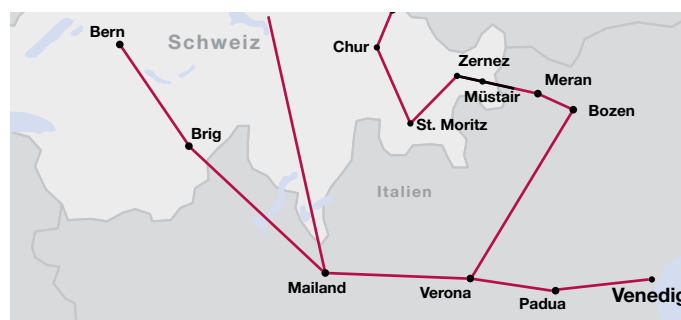 Bern
Schweiz
Chur
Zernez
Müstair
Meran
Bozen
St. Moritz
Brig
Italien
Mailand
Verona
Padua
Venedig